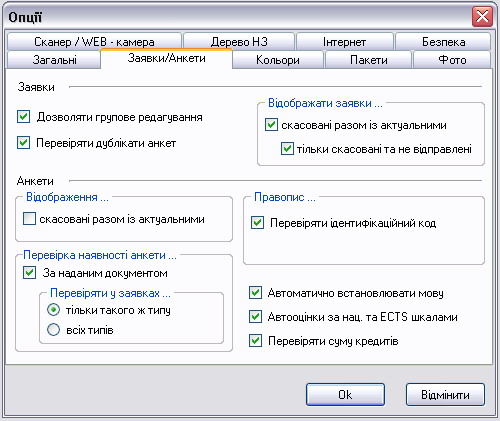 Опції
Сканер / WEB - камера
Дерево НЗ
Інтернет
Безпека
Загальні
Заявки/Анкети
Кольори
Пакети
Фото
Заявки
Дозволяти групове редагування
Перевіряти дублікати анкет
Відображати заявки ...
скасовані разом із актуальними
тільки скасовані та не відправлені
Анкети
Відображення ...
скасовані разом із актуальними
Правопис ...
Перевіряти ідентифікаційний код
Перевірка наявності анкети ...
За наданим документом
Перевіряти у заявках ...
тільки такого ж типу
всіх типів
Автоматично встановлювати мову
Автооцінки за нац. та ECTS шкалами
Перевіряти суму кредитів
Ok
Відмінити